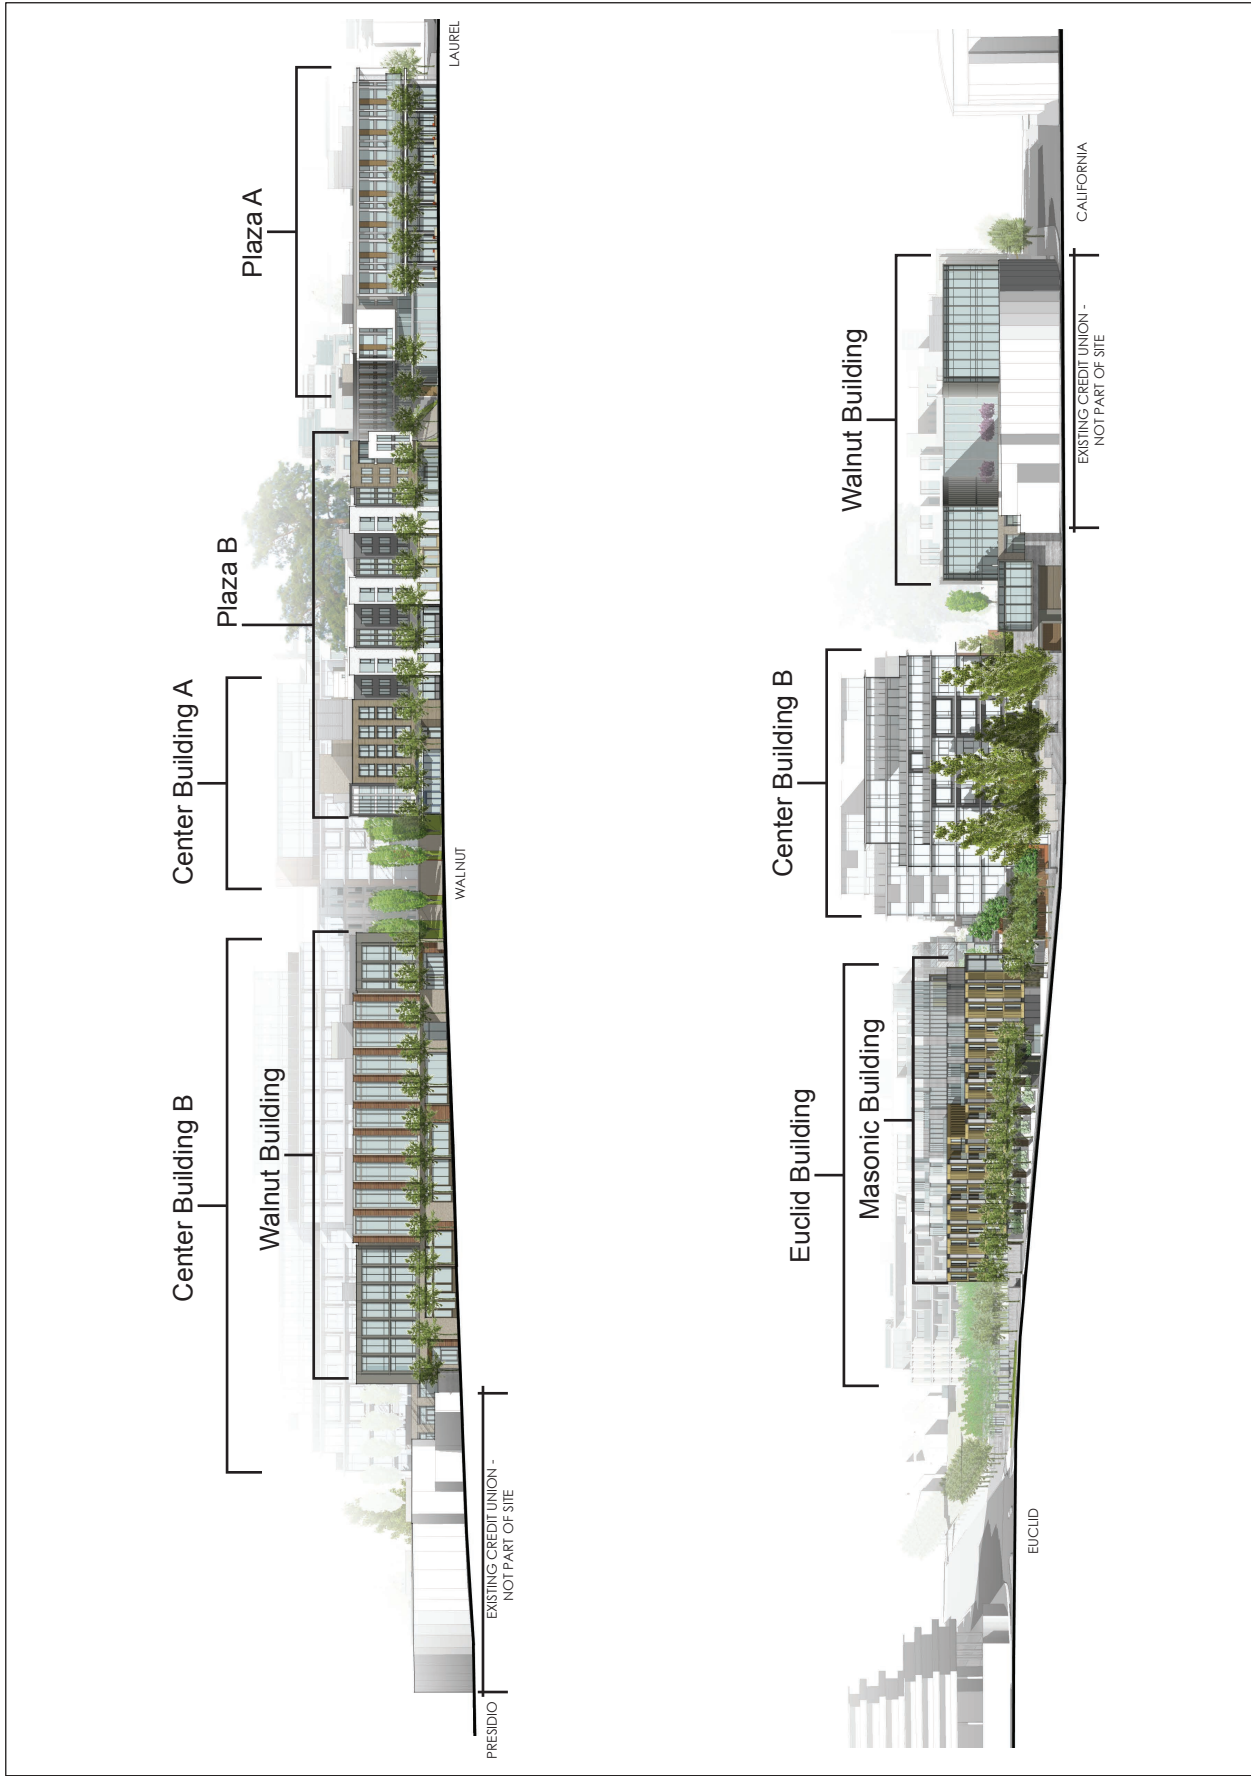 Center Building B
Walnut Building
Center Building A
Plaza B
Plaza A
PRESIDIO
EXISTING CREDIT UNION -
NOT PART OF SITE
WALNUT
LAUREL
Euclid Building
Masonic Building
Center Building B
Walnut Building
EUCLID
EXISTING CREDIT UNION -
NOT PART OF SITE
CALIFORNIA